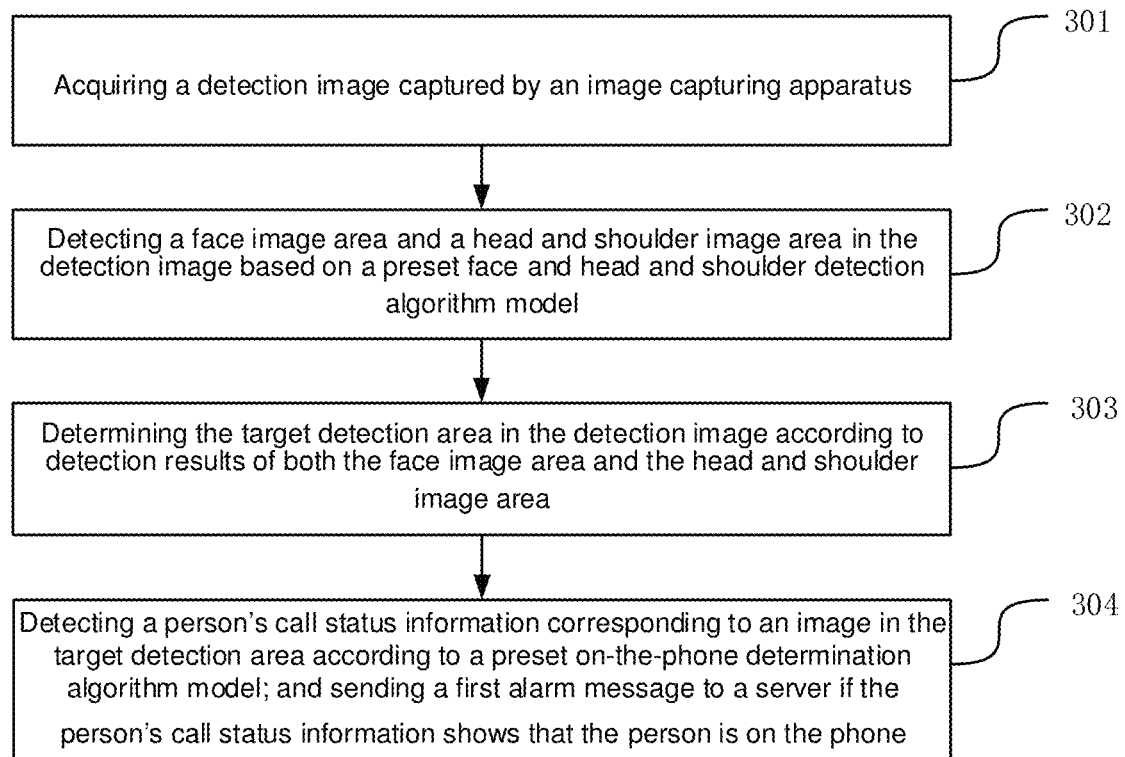 301
Acquiring a detection image captured by an image capturing apparatus
302
Detecting a face image area and a head and shoulder image area in the
detection image based on a preset face and head and shoulder detection
algorithm model
303
Determining the target detection area in the detection image according to
detection results of both the face image area and the head and shoulder
image area
304
Detecting a person's call status information corresponding to an image in the
target detection area according to a preset on-the-phone determination
algorithm model; and sending a first alarm message to a server if the
person's call status information shows that the person is on the phone